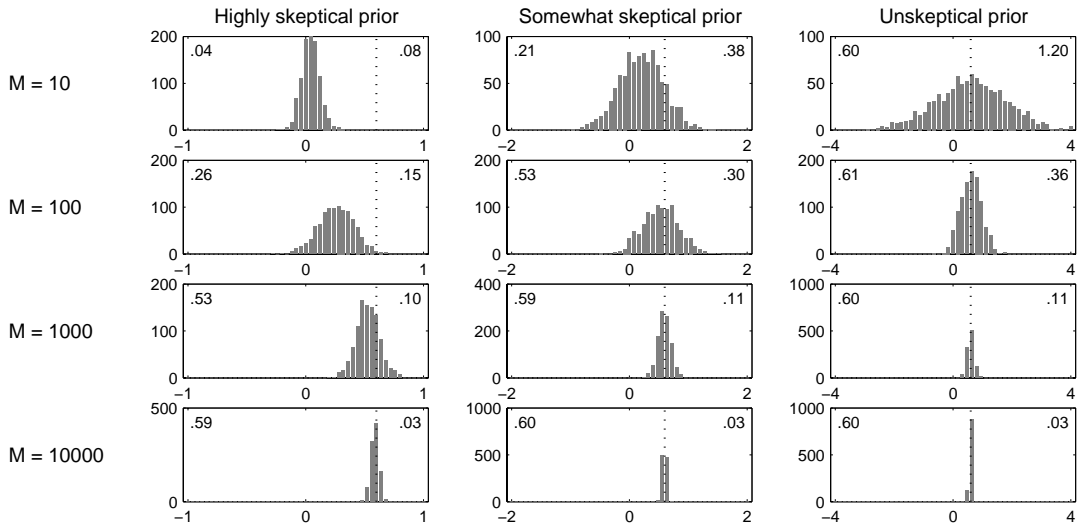 Highly skeptical prior Somewhat skeptical prior Unskeptical prior
M = 10
200
100
0
.04 .08
−1 0 1
100
50
0
.21 .38
−2 0 2
100
50
0
.60 1.20
−4 0 4
M = 100
200
100
0
.26 .15
−1 0 1
200
100
0
.53 .30
−2 0 2
200
100
0
.61 .36
−4 0 4
M = 1000
200
100
0
.53 .10
−1 0 1
400
200
0
.59 .11
−2 0 2
1000
500
0
.60 .11
−4 0 4
M = 10000
500
0
.59 .03
−1 0 1
1000
500
0
.60 .03
−2 0 2
1000
500
0
.60 .03
−4 0 4